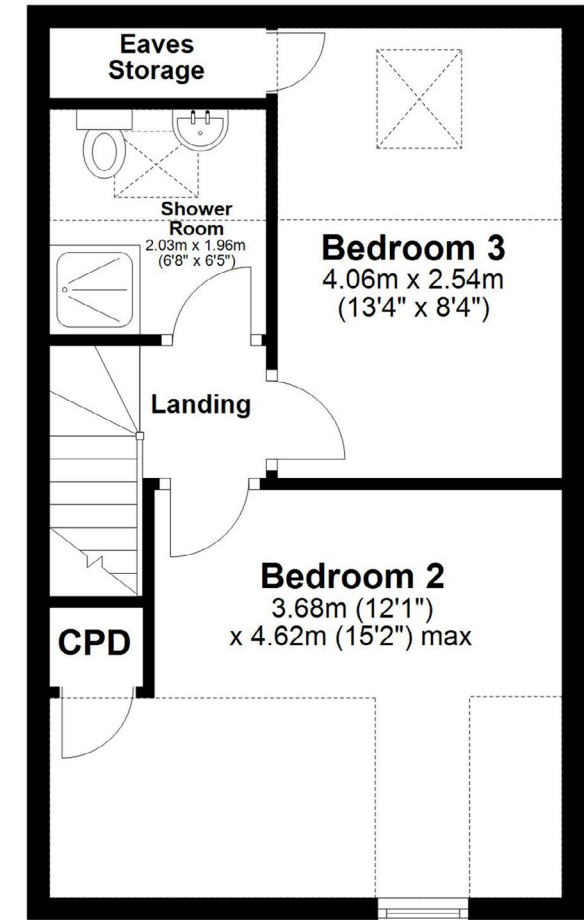 Eaves
Storage
Shower
Room
2.03m x 1.96m
(6'8" x 6'5")
Bedroom 3
4.06m x 2.54m
(13'4" x 8'4")
Landing
Bedroom 2
3.68m (12'1")
x 4.62m (15'2") max
CPD